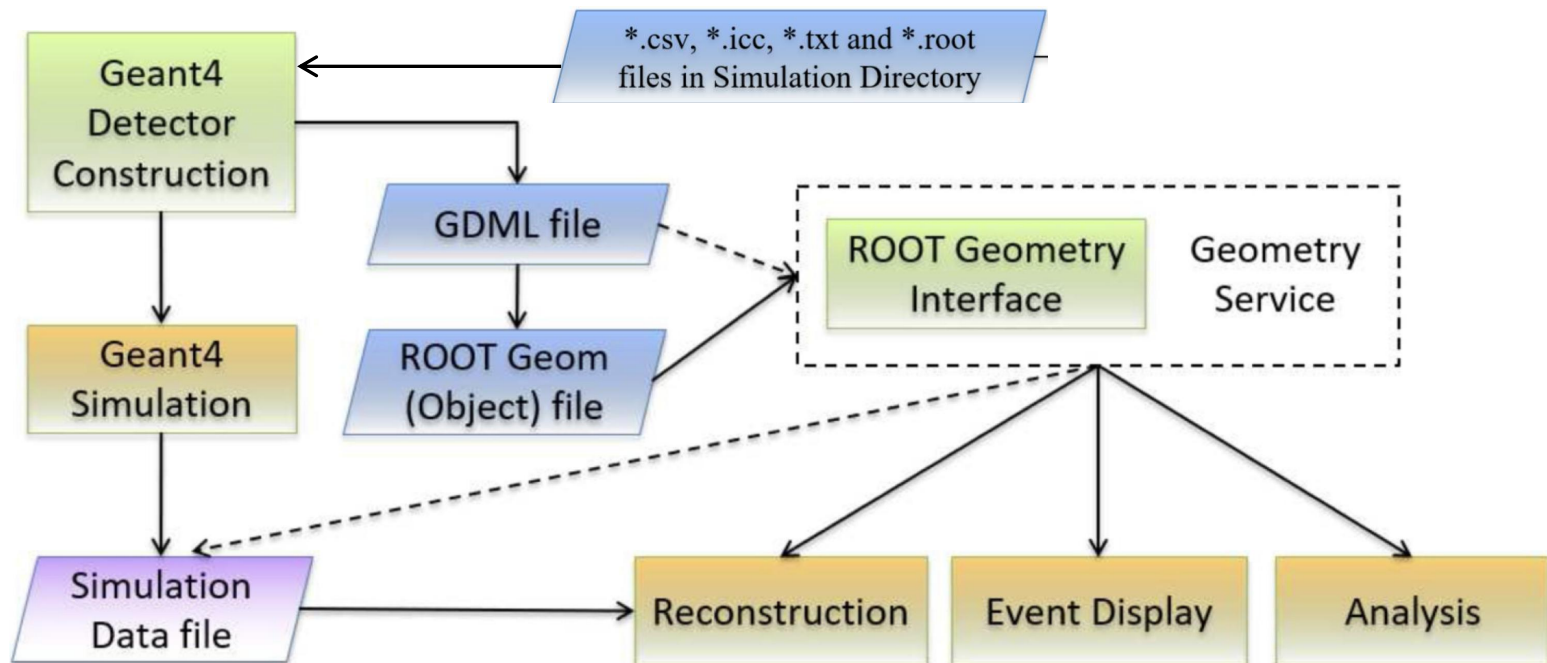 *.csv, *.icc, *.txt and *.root
files in Simulation Directory
Geant4
Detector
Construction
GDML file
ROOT Geometry
Interface
Geometry
Service
Geant4
Simulation
ROOT Geom
(Object) file
Simulation
Data file
Reconstruction
Event Display
Analysis